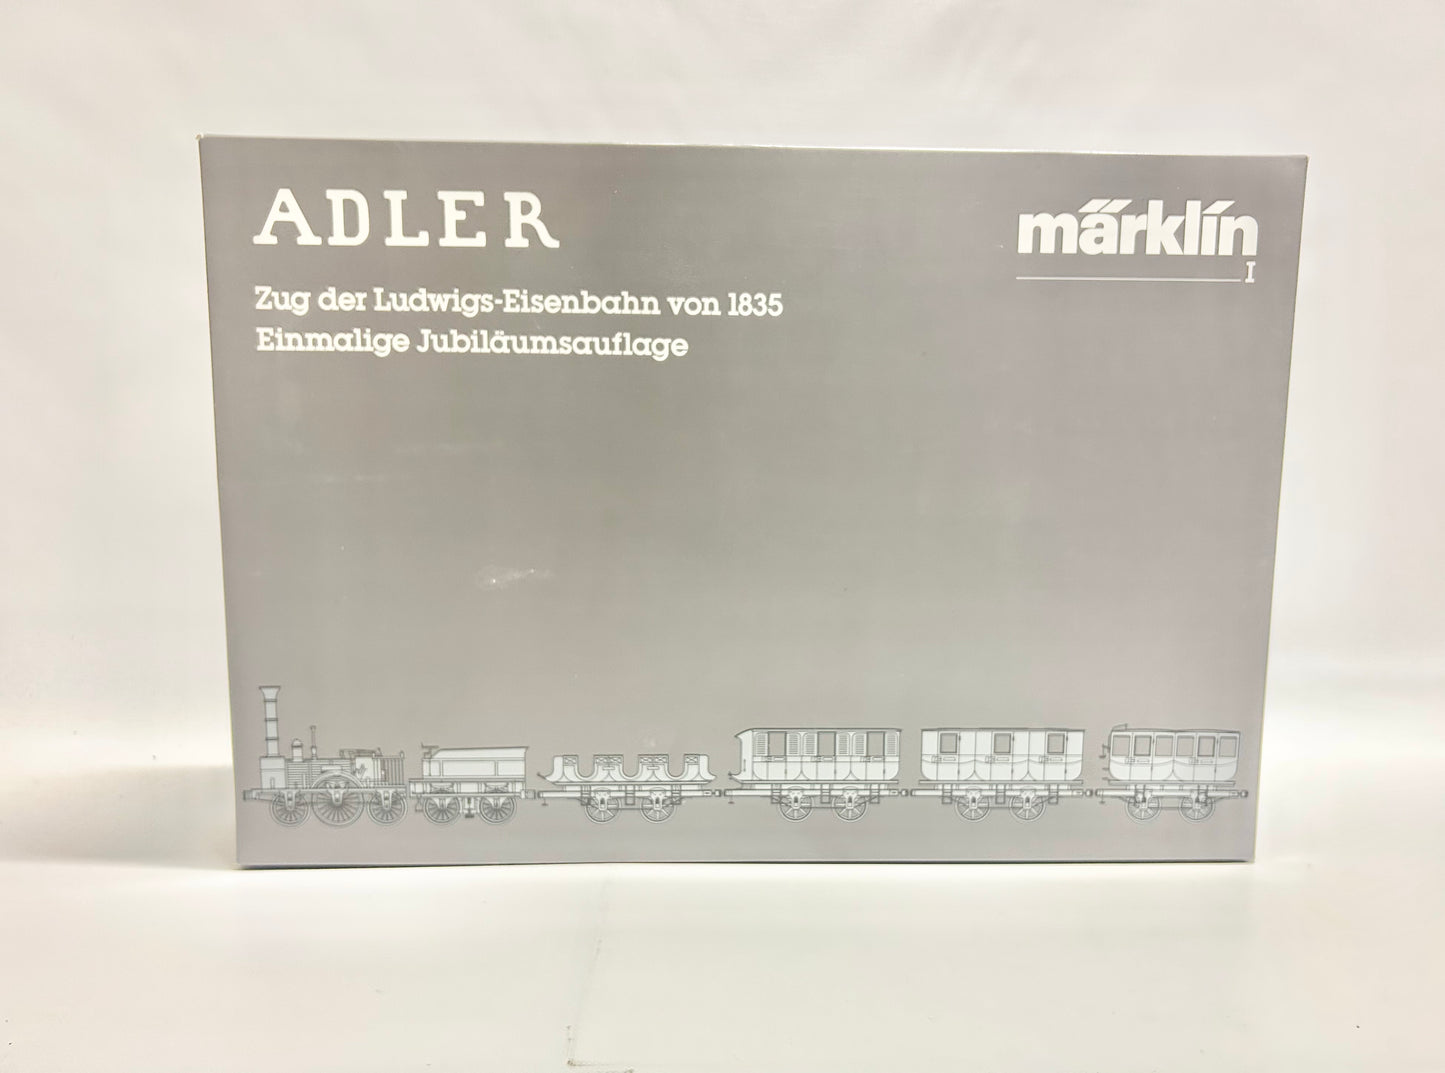 ADLER
märklin
I
Zug der Ludwigs-Eisenbahn von 1835
Einmalige Jubiläumsauflage